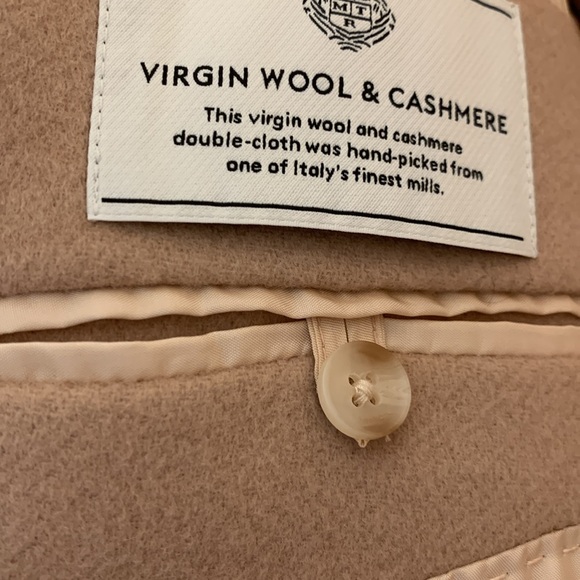 MT
R
VIRGIN WOOL & CASHMERE
This virgin wool and cashmere
double-cloth was hand-picked from
one of Italy's finest mills.